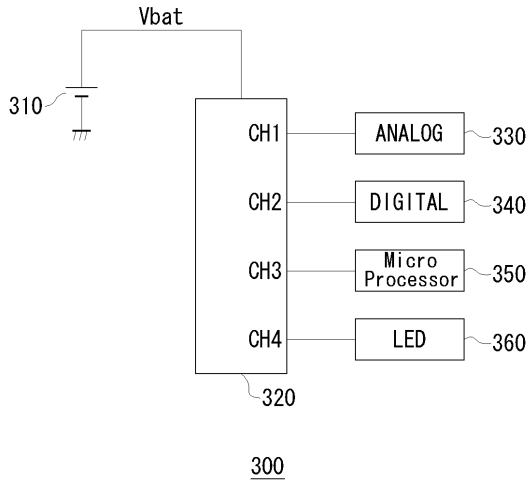 Vbat
310
CH1
ANALOG
330
CH2
DIGITAL
340
CH3
Micro
Processor
350
CH4
LED
360
320
300